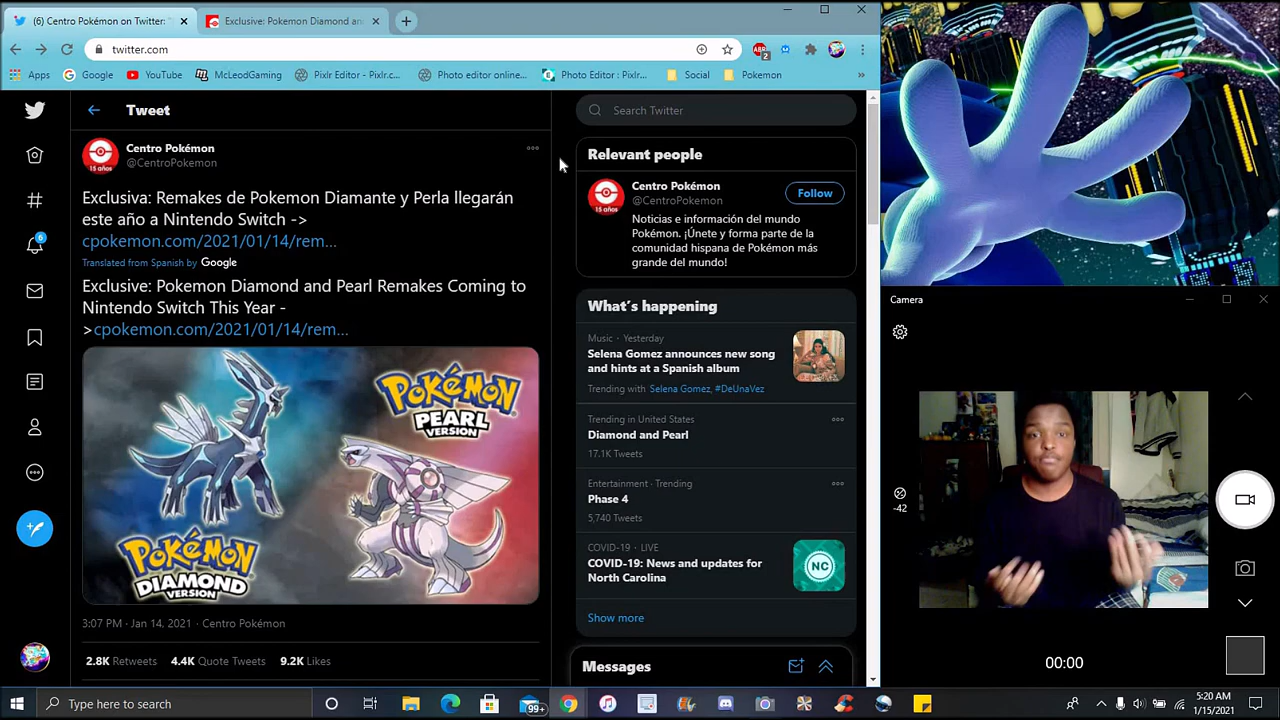 (6) Centro Pokémon on Twitter: "
Exclusive: Pokemon Diamond and
twitter.com
ABP
2
Apps
Google
YouTube
McLeodGaming
Pixlr Editor - Pixlr.c...
Photo editor online...
Photo Editor : Pixlr...
Social
Pokemon
»
Tweet
Search Twitter
Centro Pokémon
@CentroPokemon
15 años
Exclusiva: Remakes de Pokemon Diamante y Perla llegarán
este año a Nintendo Switch ->
cpokemon.com/2021/01/14/rem...
Translated from Spanish by Google
Exclusive: Pokemon Diamond and Pearl Remakes Coming to
Nintendo Switch This Year -
>cpokemon.com/2021/01/14/rem...
POKéMON
PEARL
VERSION
POKéMON
DIAMOND
VERSION
3:07 PM · Jan 14, 2021 · Centro Pokémon
2.8K Retweets 4.4K Quote Tweets 9.2K Likes
6
Relevant people
Centro Pokémon
@CentroPokemon
15 años
Follow
Noticias e información del mundo
Pokémon. ¡Únete y forma parte de la
comunidad hispana de Pokémon más
grande del mundo!
What's happening
Music · Yesterday
Selena Gomez announces new song
and hints at a Spanish album
Trending with Selena Gomez, #DeUnaVez
Trending in United States
Diamond and Pearl
17.1K Tweets
Entertainment · Trending
Phase 4
5,740 Tweets
COVID-19 · LIVE
COVID-19: News and updates for
North Carolina
NC
Show more
Messages
Camera
-42
00:00
Type here to search
99+
5:20 AM
1/15/2021